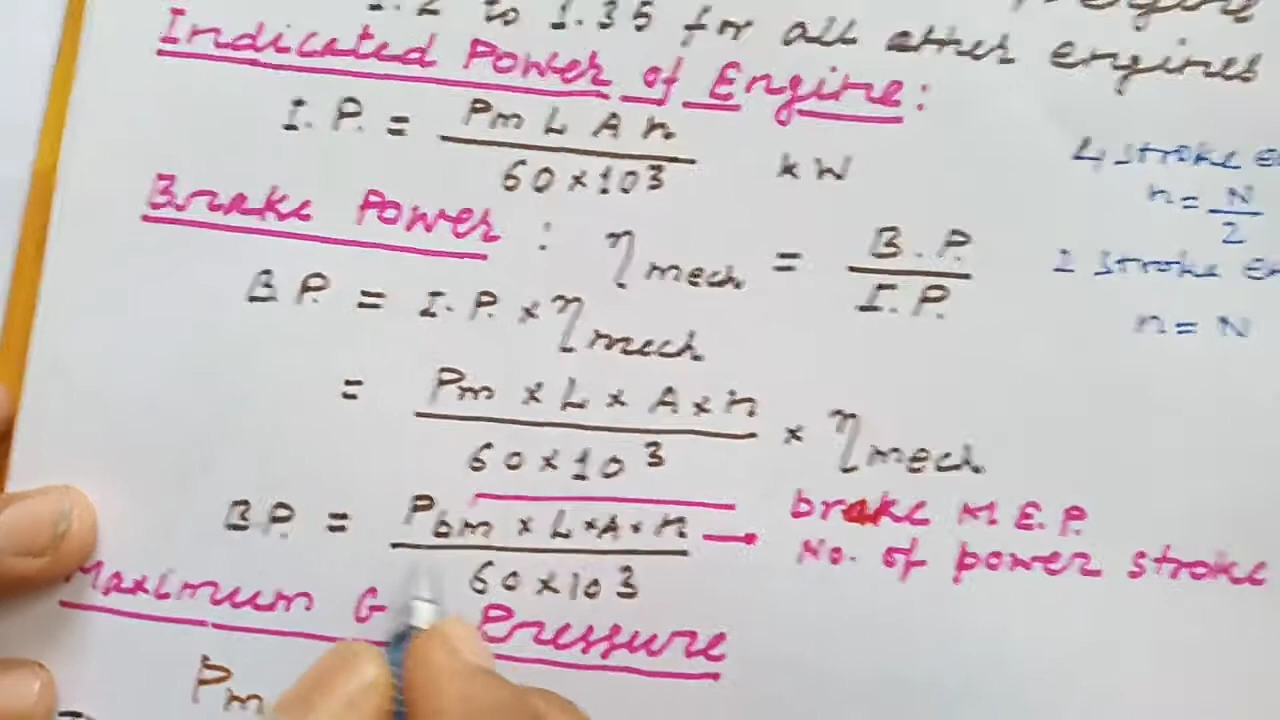 1.2 to 1.35 for all other engines
Indicated Power of Engine:
I.P. = Pm L A n / 60×10³ kW
4 stroke
n = N/2
2 stroke
n = N
Brake Power : ηmech = B.P. / I.P.
B.P. = I.P. × ηmech
= Pm × L × A × n / 60×10³ × ηmech
BP. = Pbm × L × A × n / 60×10³ → brake M.E.P.
No. of power stroke
Maximum G Pressure
Pm